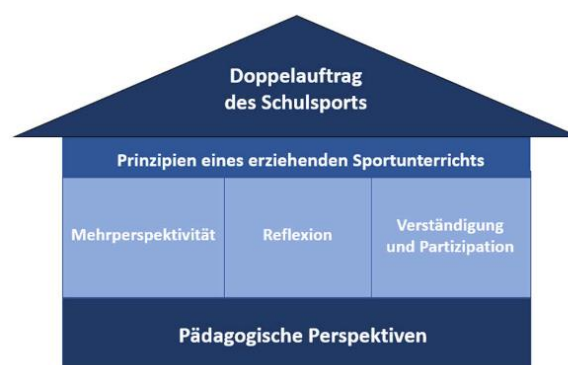 Doppelauftrag
des Schulsports
Prinzipien eines erziehenden Sportunterrichts
Mehrperspektivität
Reflexion
Verständigung
und Partizipation
Pädagogische Perspektiven